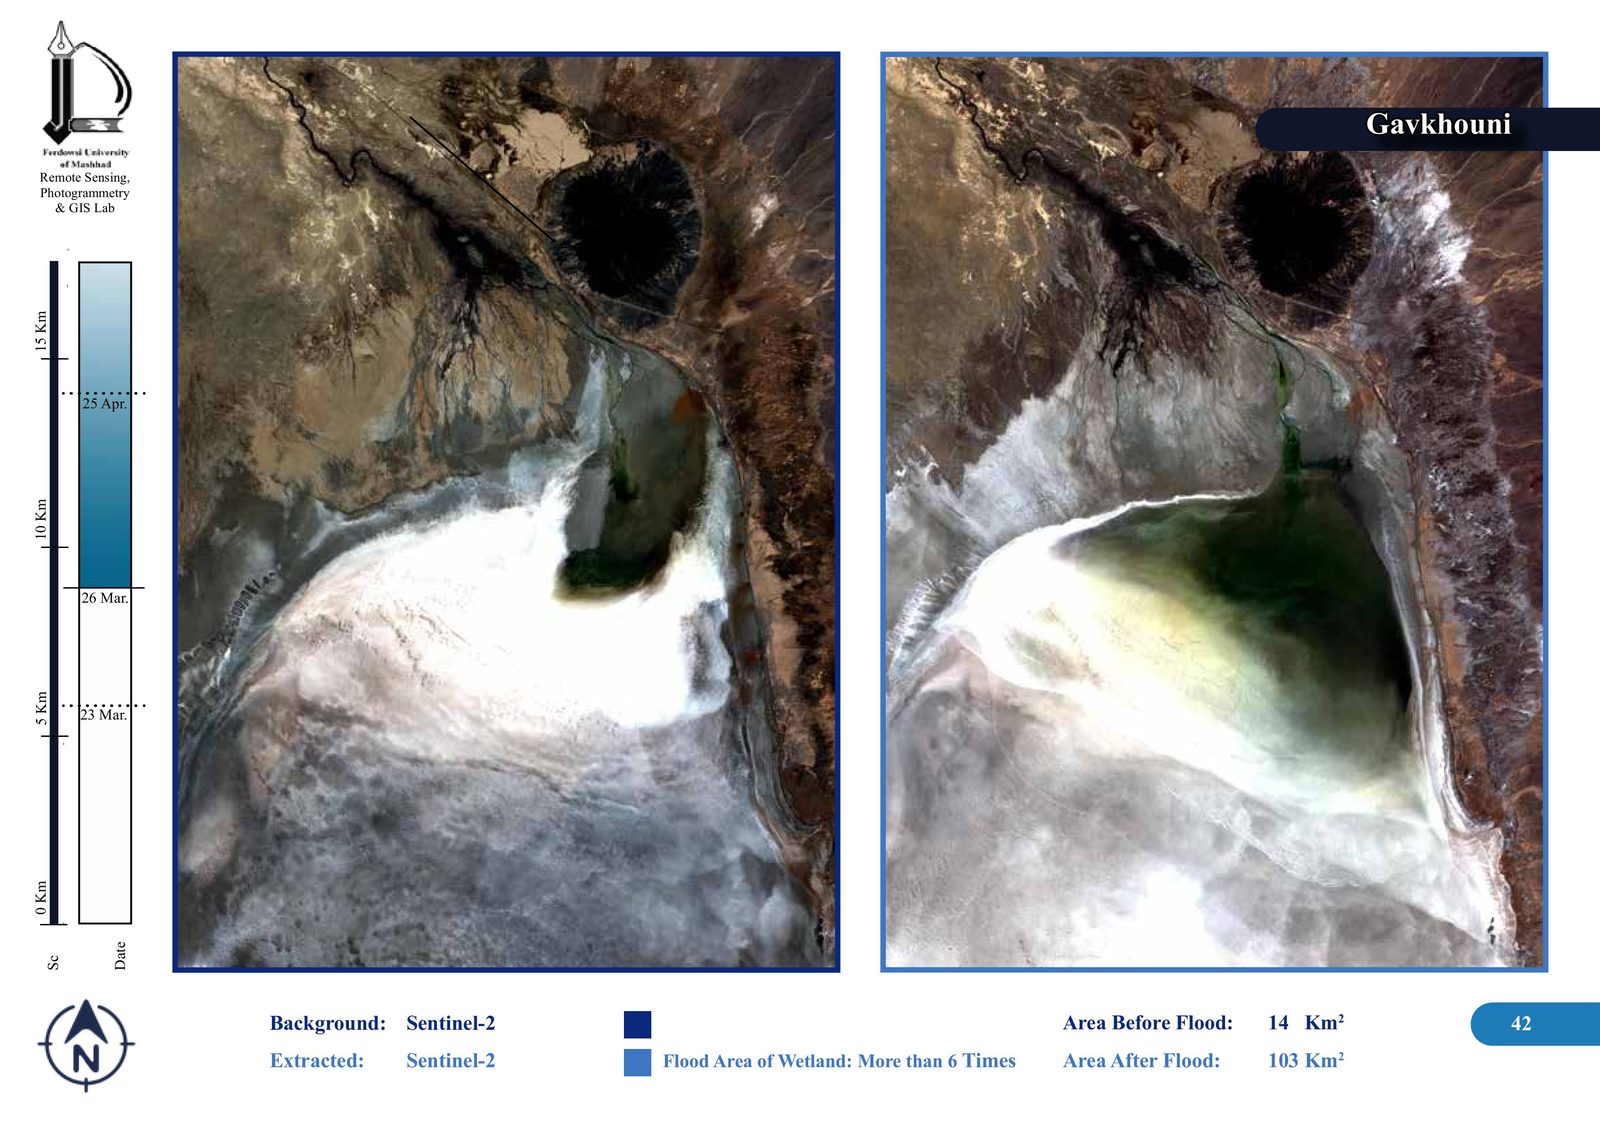 Ferdowsi University
of Mashhad
Remote Sensing,
Photogrammetry
& GIS Lab
Gavkhouni
15 Km
10 Km
5 Km
0 Km
Sc
25 Apr.
26 Mar.
23 Mar.
Date
N
Background: Sentinel-2
Extracted: Sentinel-2
Flood Area of Wetland: More than 6 Times
Area Before Flood: 14 Km²
Area After Flood: 103 Km²
42